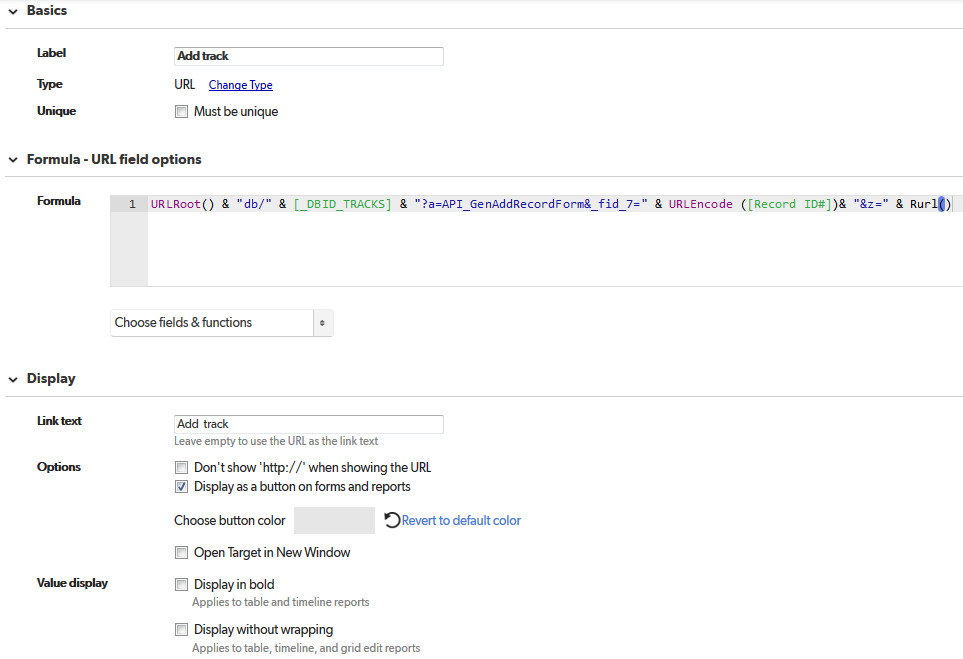 Basics
Label Add track
Type URL Change Type
Unique Must be unique
Formula - URL field options
Formula 1 URLRoot() & "db/" & [_DBID_TRACKS] & "?a=API_GenAddRecordForm&_fid_7=" & URLEncode ([Record ID#])& "&z=" & Rurl()
Choose fields & functions
Display
Link text Add track
Leave empty to use the URL as the link text
Options Don't show 'http://' when showing the URL
Display as a button on forms and reports
Choose button color Revert to default color
Open Target in New Window
Value display Display in bold
Applies to table and timeline reports
Display without wrapping
Applies to table, timeline, and grid edit reports